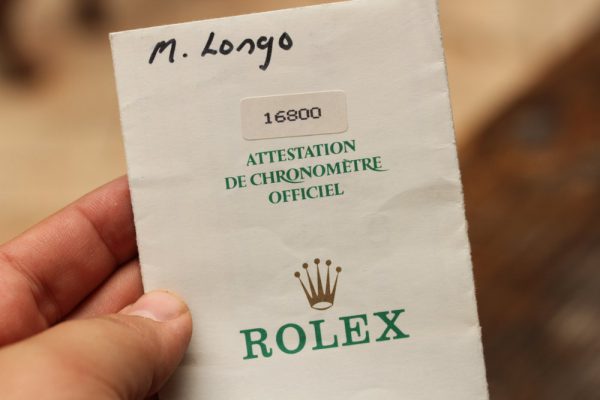 M. Longo
16800
ATTESTATION
DE CHRONOMÈTRE
OFFICIEL
ROLEX